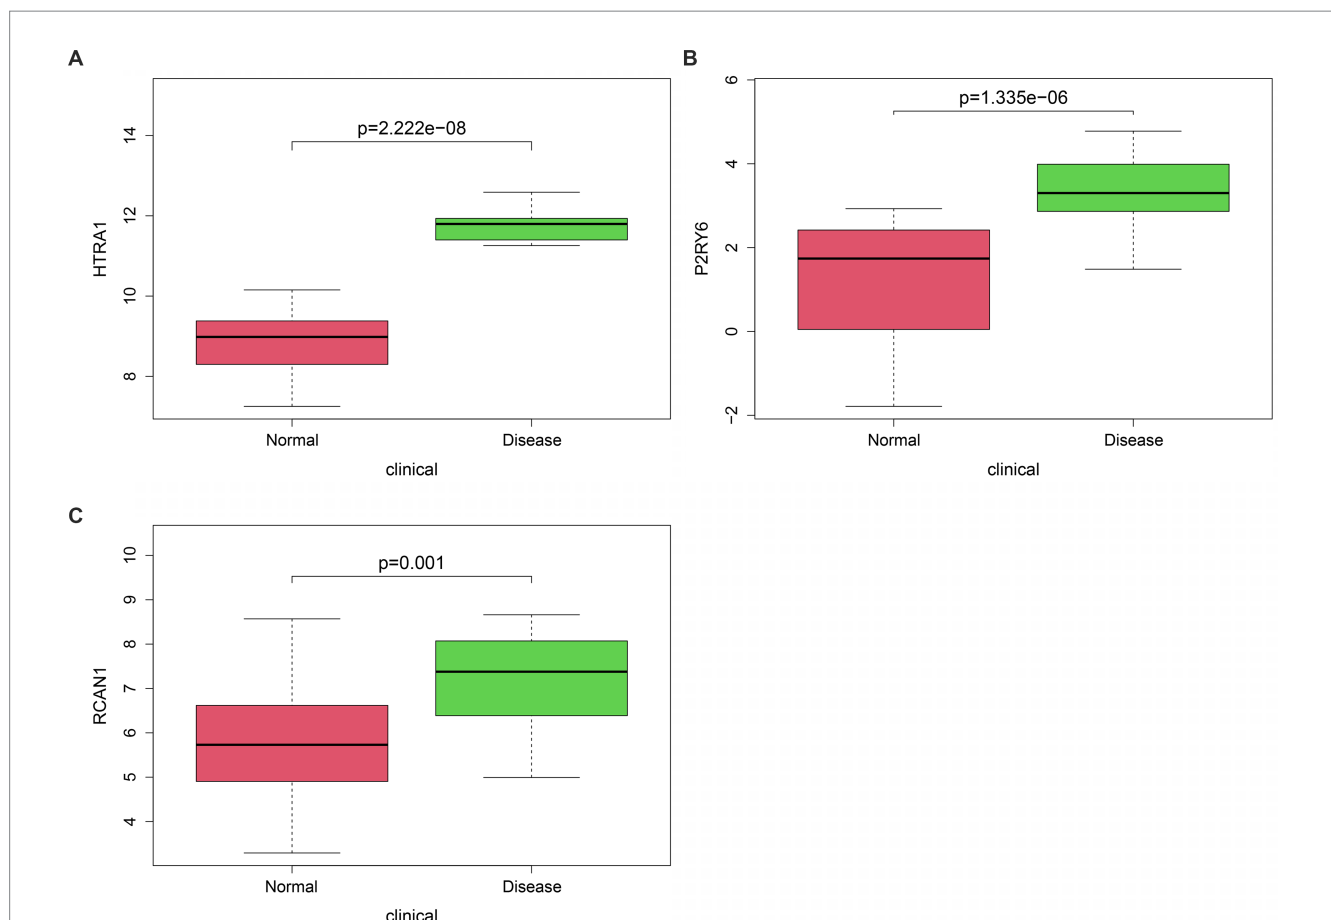 A
p=2.222e−08
HTRA1
14
12
10
8
Normal
Disease
clinical
B
p=1.335e−06
P2RY6
6
4
2
0
−2
Normal
Disease
clinical
C
p=0.001
RCAN1
10
9
8
7
6
5
4
Normal
Disease
clinical